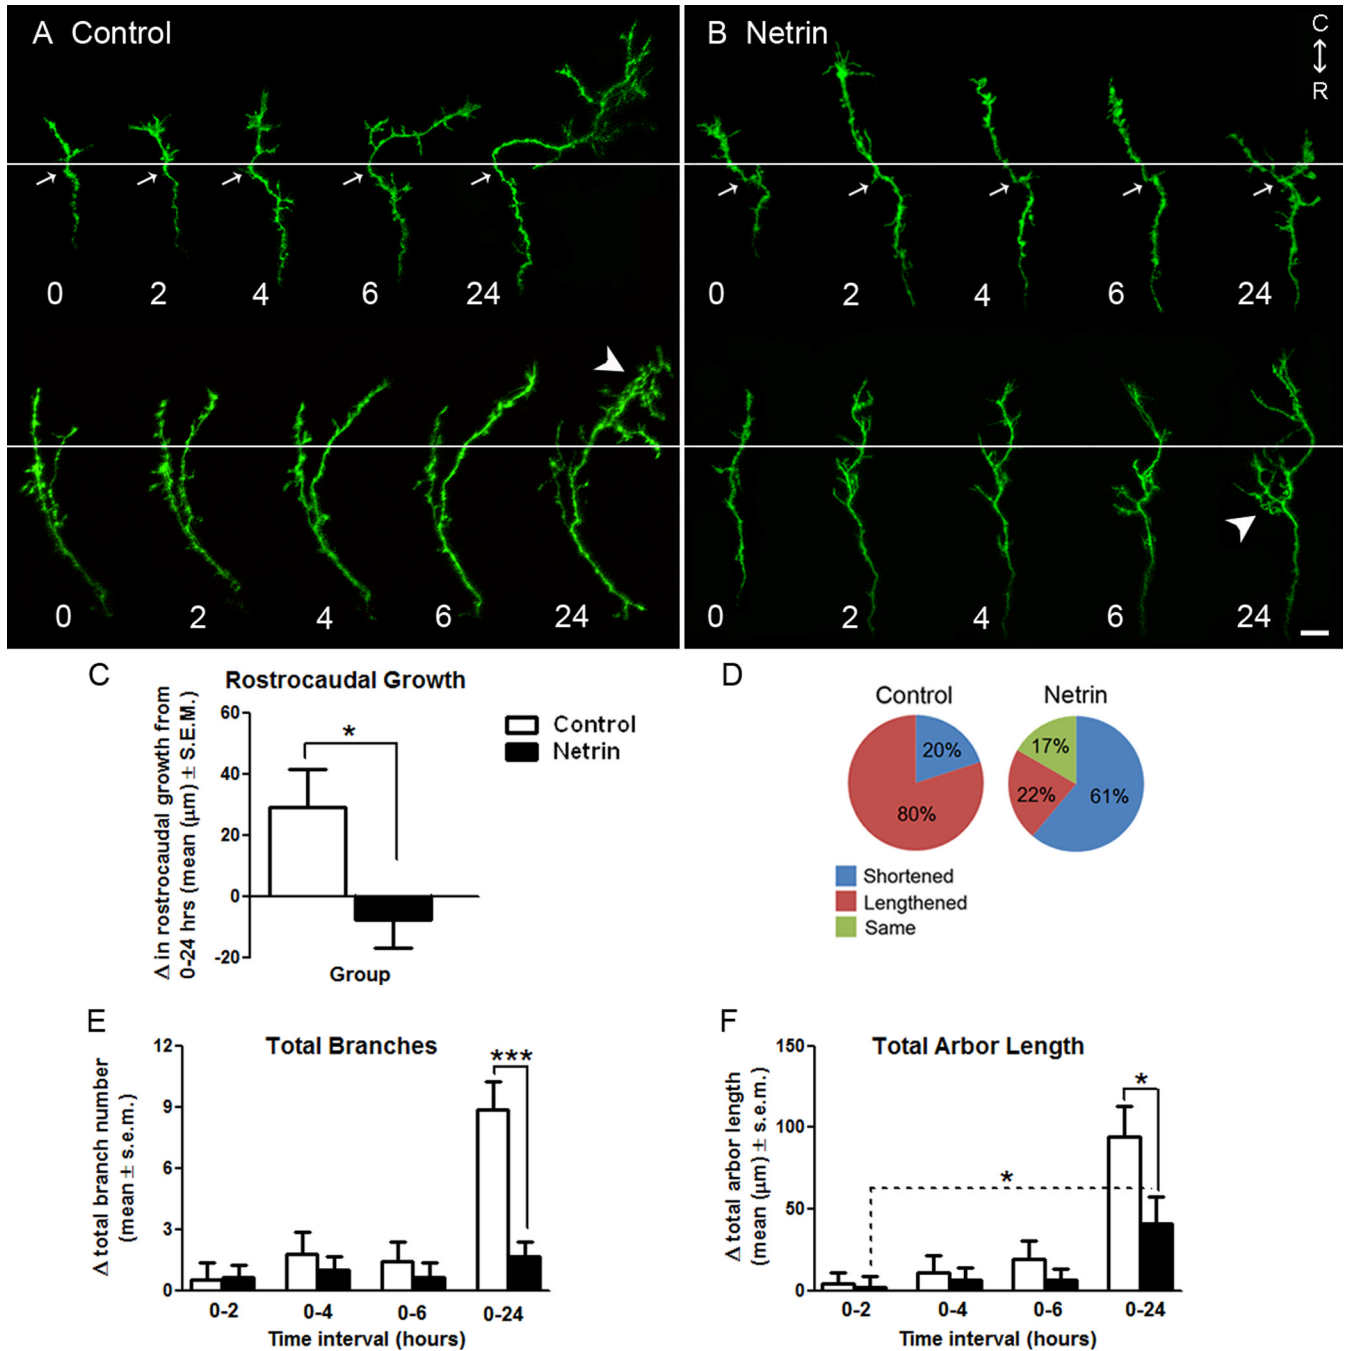 A Control
B Netrin
C
R
0 2 4 6 24
0 2 4 6 24
0 2 4 6 24
0 2 4 6 24
C
Rostrocaudal Growth
Δ in rostrocaudal growth from
0-24 hrs (mean (μm) ± S.E.M.)
60
40
20
0
-20
*
Group
Control
Netrin
D
Control
Netrin
20%
80%
17%
22%
61%
Shortened
Lengthened
Same
E
Total Branches
Δ total branch number
(mean ± s.e.m.)
12
9
3
0
***
0-2 0-4 0-6 0-24
Time interval (hours)
F
Total Arbor Length
Δ total arbor length
(mean (μm) ± s.e.m.)
150
100
50
0
*
*
0-2 0-4 0-6 0-24
Time interval (hours)